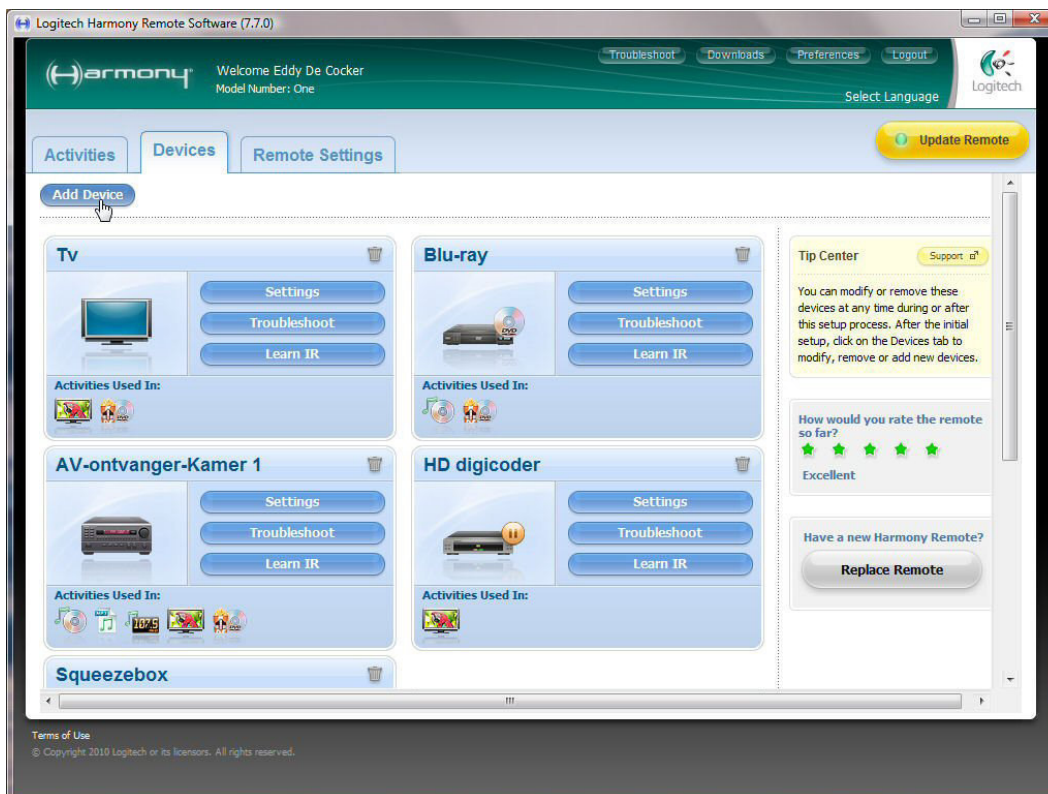 Logitech Harmony Remote Software (7.7.0)
Troubleshoot Downloads Preferences Logout
Harmony
Welcome Eddy De Cocker
Model Number: One
Select Language
Logitech
Activities Devices Remote Settings
Update Remote
Add Device
Tv
Settings
Troubleshoot
Learn IR
Activities Used In:
Blu-ray
DVD
Settings
Troubleshoot
Learn IR
Activities Used In:
Tip Center
Support
You can modify or remove these
devices at any time during or after
this setup process. After the initial
setup, click on the Devices tab to
modify, remove or add new devices.
How would you rate the remote
so far?
Excellent
AV-ontvanger-Kamer 1
Settings
Troubleshoot
Learn IR
Activities Used In:
107.5
HD digicoder
Settings
Troubleshoot
Learn IR
Activities Used In:
Have a new Harmony Remote?
Replace Remote
Squeezebox
Terms of Use
© Copyright 2010 Logitech or its licensors. All rights reserved.